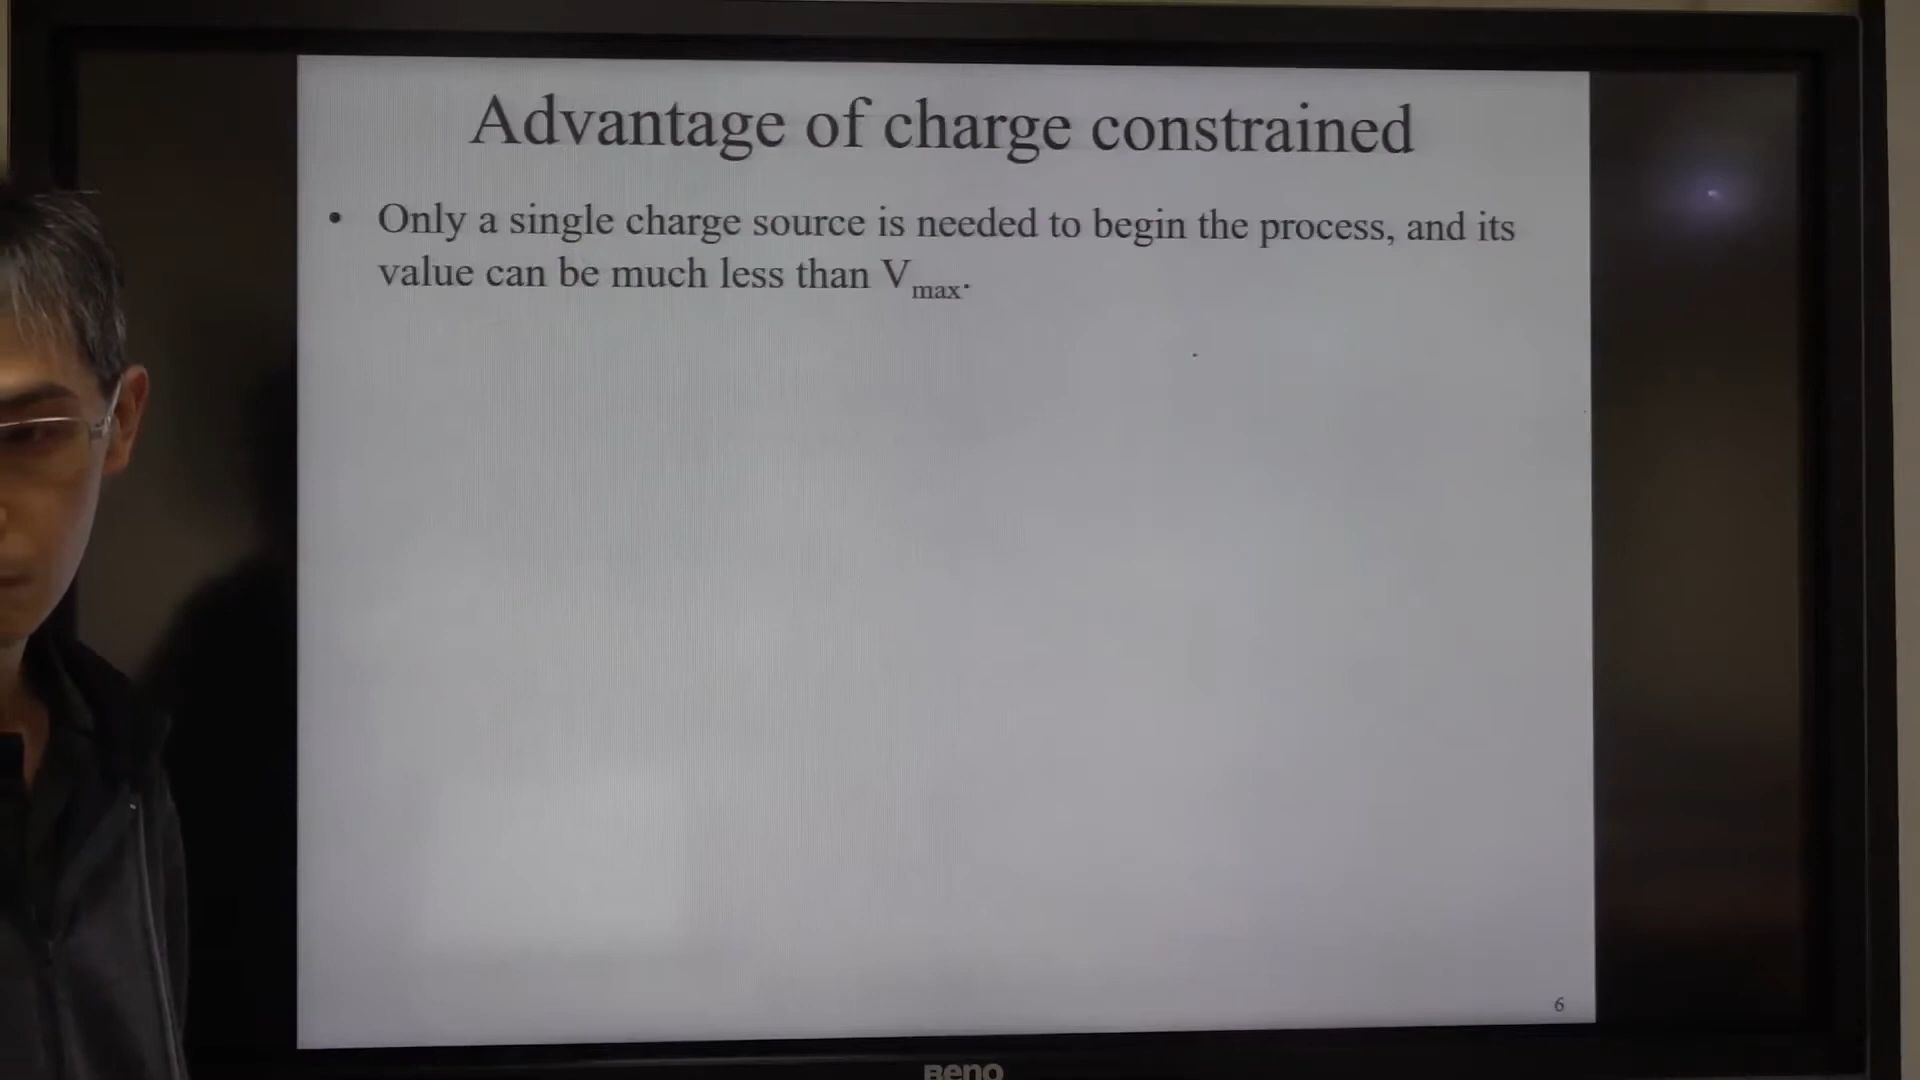 Advantage of charge constrained
• Only a single charge source is needed to begin the process, and its
value can be much less than Vmax.
6
BenQ